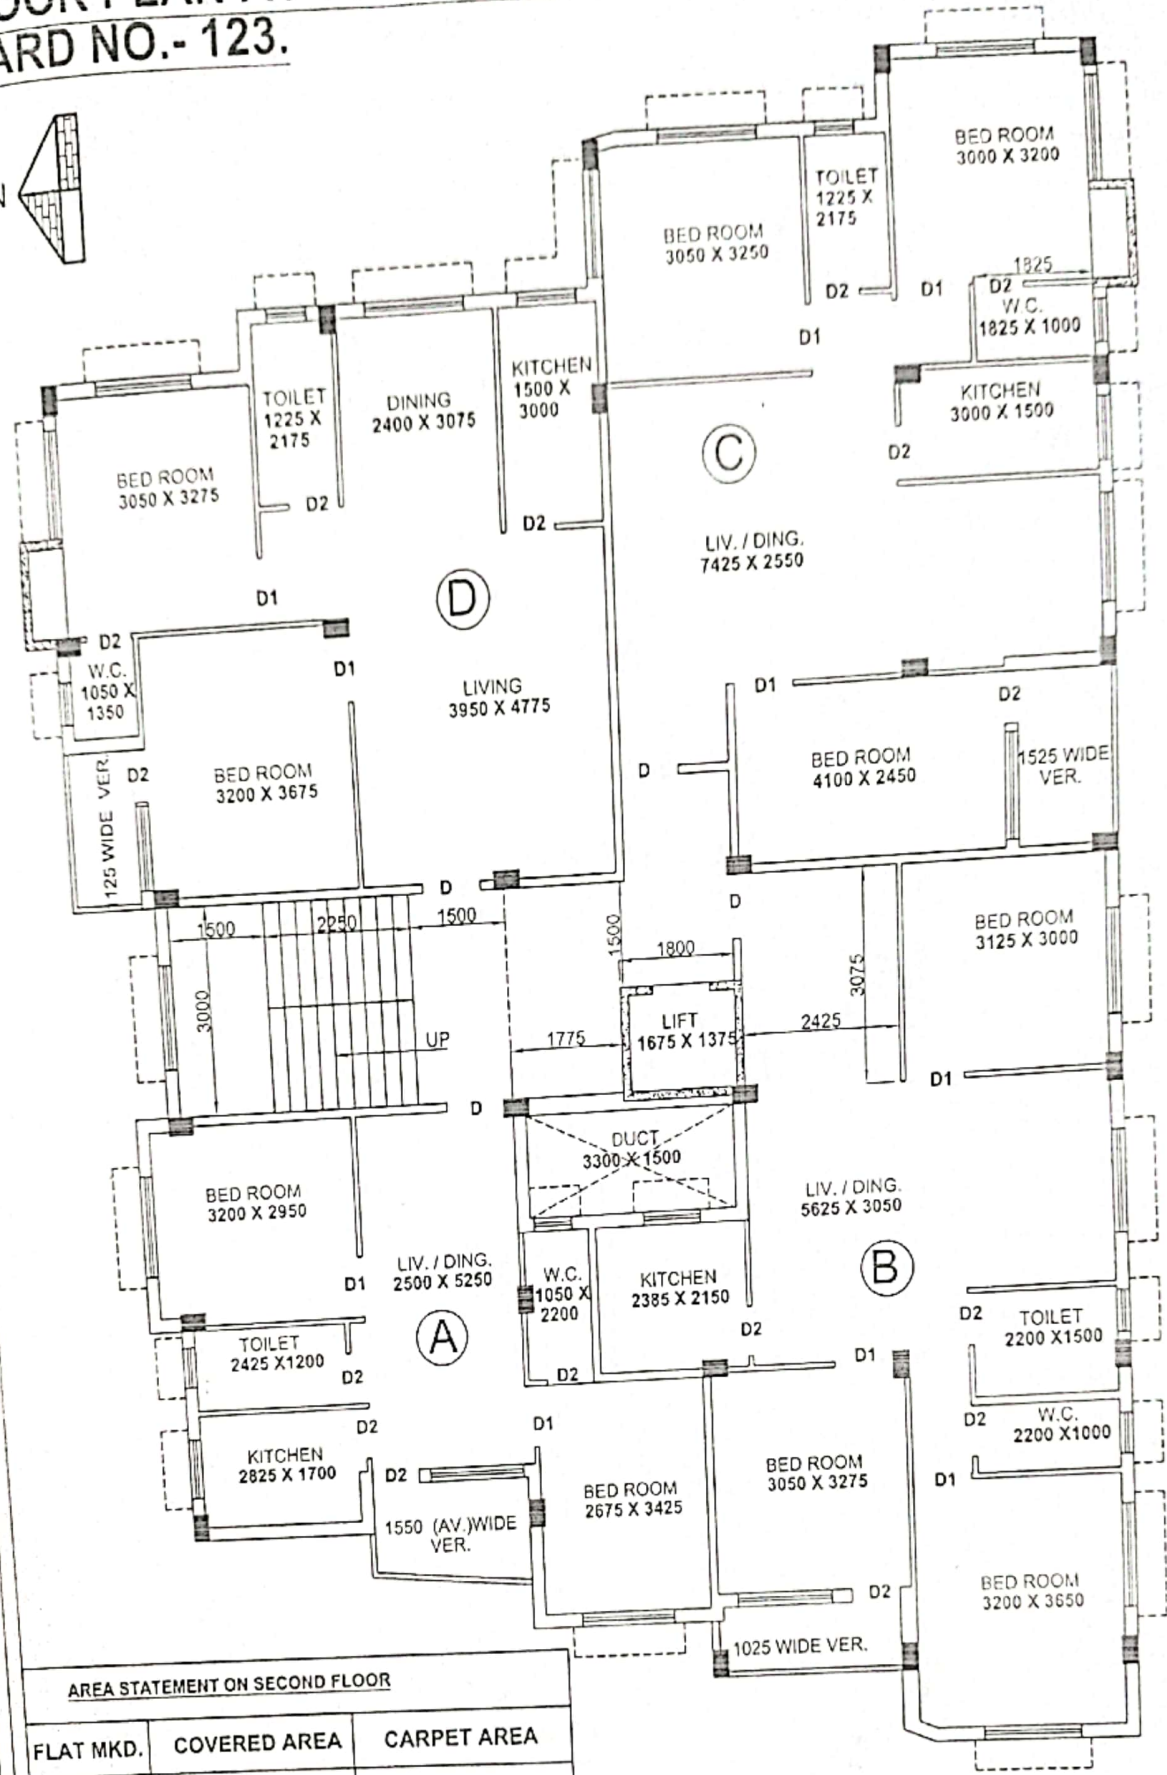 ARD NO.- 123.
N
BED ROOM
3000 X 3200
TOILET
1225 X
2175
BED ROOM
3050 X 3250
1825
D2
D1
D2
W.C.
1825 X 1000
D1
KITCHEN
1500 X
3000
KITCHEN
3000 X 1500
TOILET
1225 X
2175
DINING
2400 X 3075
C
D2
BED ROOM
3050 X 3275
D2
D2
LIV. / DING.
7425 X 2550
D1
D
D2
W.C.
1050 X
1350
D1
LIVING
3950 X 4775
D1
D2
D2
BED ROOM
3200 X 3675
D
BED ROOM
4100 X 2450
1525 WIDE
VER.
125 WIDE VER.
D
D
BED ROOM
3125 X 3000
1500
2250
1500
1500
1800
3075
3000
LIFT
1675 X 1375
2425
1775
UP
D1
D
DUCT
3300 X 1500
BED ROOM
3200 X 2950
LIV. / DING.
5625 X 3050
LIV. / DING.
2500 X 5250
D1
W.C.
1050 X
2200
KITCHEN
2385 X 2150
B
A
D2
TOILET
2200 X1500
TOILET
2425 X1200
D2
D2
D2
D1
D2
D1
D2
W.C.
2200 X1000
KITCHEN
2825 X 1700
D2
BED ROOM
2675 X 3425
BED ROOM
3050 X 3275
D1
1550 (AV.)WIDE
VER.
D2
BED ROOM
3200 X 3650
1025 WIDE VER.
AREA STATEMENT ON SECOND FLOOR
FLAT MKD.
COVERED AREA
CARPET AREA